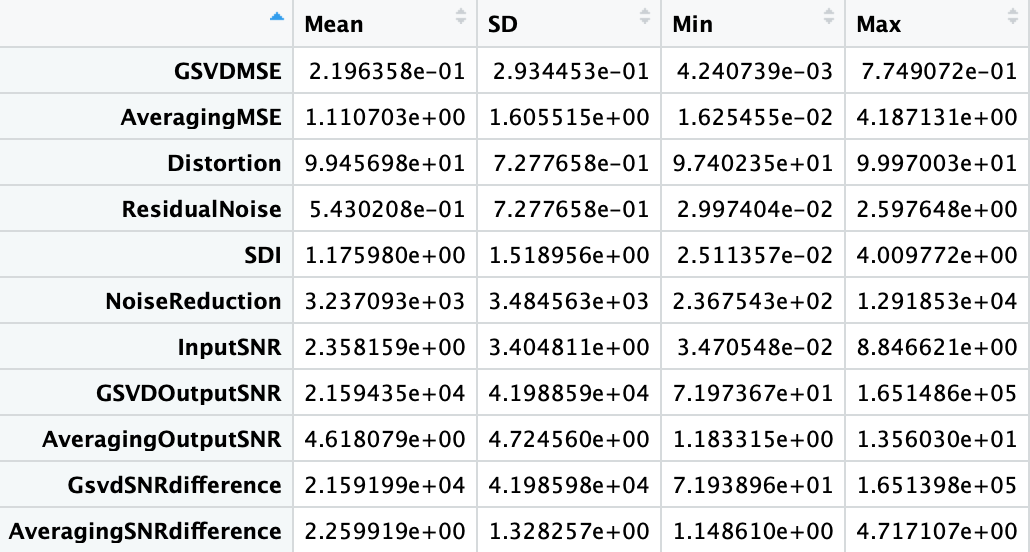 Mean SD Min Max
GSVDMSE 2.196358e-01 2.934453e-01 4.240739e-03 7.749072e-01
AveragingMSE 1.110703e+00 1.605515e+00 1.625455e-02 4.187131e+00
Distortion 9.945698e+01 7.277658e-01 9.740235e+01 9.997003e+01
ResidualNoise 5.430208e-01 7.277658e-01 2.997404e-02 2.597648e+00
SDI 1.175980e+00 1.518956e+00 2.511357e-02 4.009772e+00
NoiseReduction 3.237093e+03 3.484563e+03 2.367543e+02 1.291853e+04
InputSNR 2.358159e+00 3.404811e+00 3.470548e-02 8.846621e+00
GSVDOutputSNR 2.159435e+04 4.198859e+04 7.197367e+01 1.651486e+05
AveragingOutputSNR 4.618079e+00 4.724560e+00 1.183315e+00 1.356030e+01
GsvdSNRdifference 2.159199e+04 4.198598e+04 7.193896e+01 1.651398e+05
AveragingSNRdifference 2.259919e+00 1.328257e+00 1.148610e+00 4.717107e+00